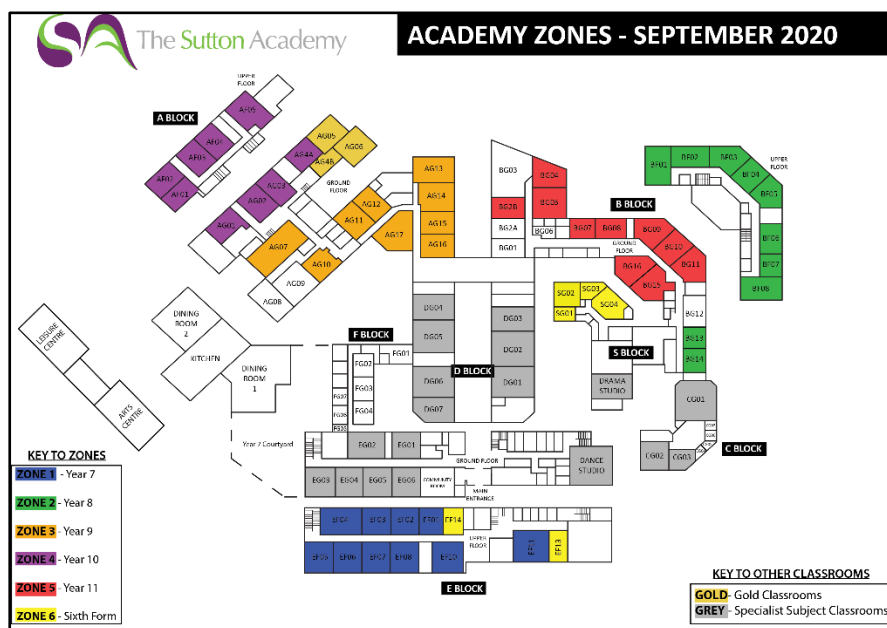 The Sutton Academy
ACADEMY ZONES - SEPTEMBER 2020
UPPER
FLOOR
A BLOCK
AF05
AF04
AF03
AF02
AF01
AG05
AG06
AG4A
AG4B
AG02
AG01
GROUND
FLOOR
AG12
AG11
AG07
AG10
AG09
AG08
AG17
AG13
AG14
AG15
AG16
BG03
BG04
BG2B
BG2A
BG01
BG06
BG07
BG08
B BLOCK
BG09
BG10
BG11
GROUND
FLOOR
BG16
BG15
BF01
BF02
BF03
BF04
BF05
UPPER
FLOOR
BF06
BF07
BF08
SG02
SG03
SG04
SG01
BG12
BG13
BG14
S BLOCK
DRAMA
STUDIO
DINING
ROOM
2
KITCHEN
DINING
ROOM
1
LEISURE CENTRE
ARTS
CENTRE
F BLOCK
FG01
FG02
FG03
FG04
DG04
DG05
DG06
DG07
D BLOCK
DG03
DG02
DG01
CG01
CG02
CG03
C BLOCK
Year 7 Courtyard
EG02
EG01
GROUND FLOOR
DANCE
STUDIO
EG03
EG04
EG05
EG06
COMMUNITY
ROOM
MAIN
ENTRANCE
EF04
EF03
EF02
EF01
EF14
UPPER
FLOOR
EF06
EF07
EF08
EF10
EF11
EF13
E BLOCK
KEY TO ZONES
ZONE 1 - Year 7
ZONE 2 - Year 8
ZONE 3 - Year 9
ZONE 4 - Year 10
ZONE 5 - Year 11
ZONE 6 - Sixth Form
KEY TO OTHER CLASSROOMS
GOLD - Gold Classrooms
GREY - Specialist Subject Classrooms